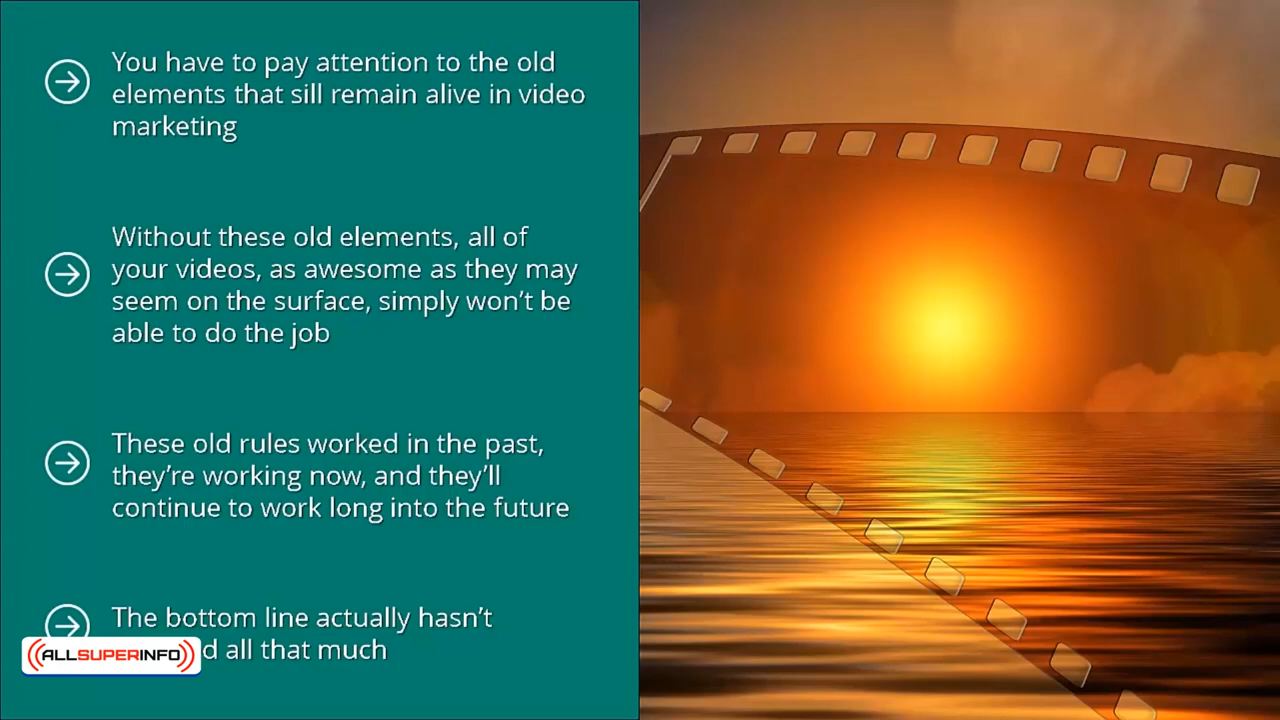 You have to pay attention to the old
elements that sill remain alive in video
marketing
Without these old elements, all of
your videos, as awesome as they may
seem on the surface, simply won't be
able to do the job
These old rules worked in the past,
they're working now, and they'll
continue to work long into the future
The bottom line actually hasn't
all that much
ALLSUPERINFO